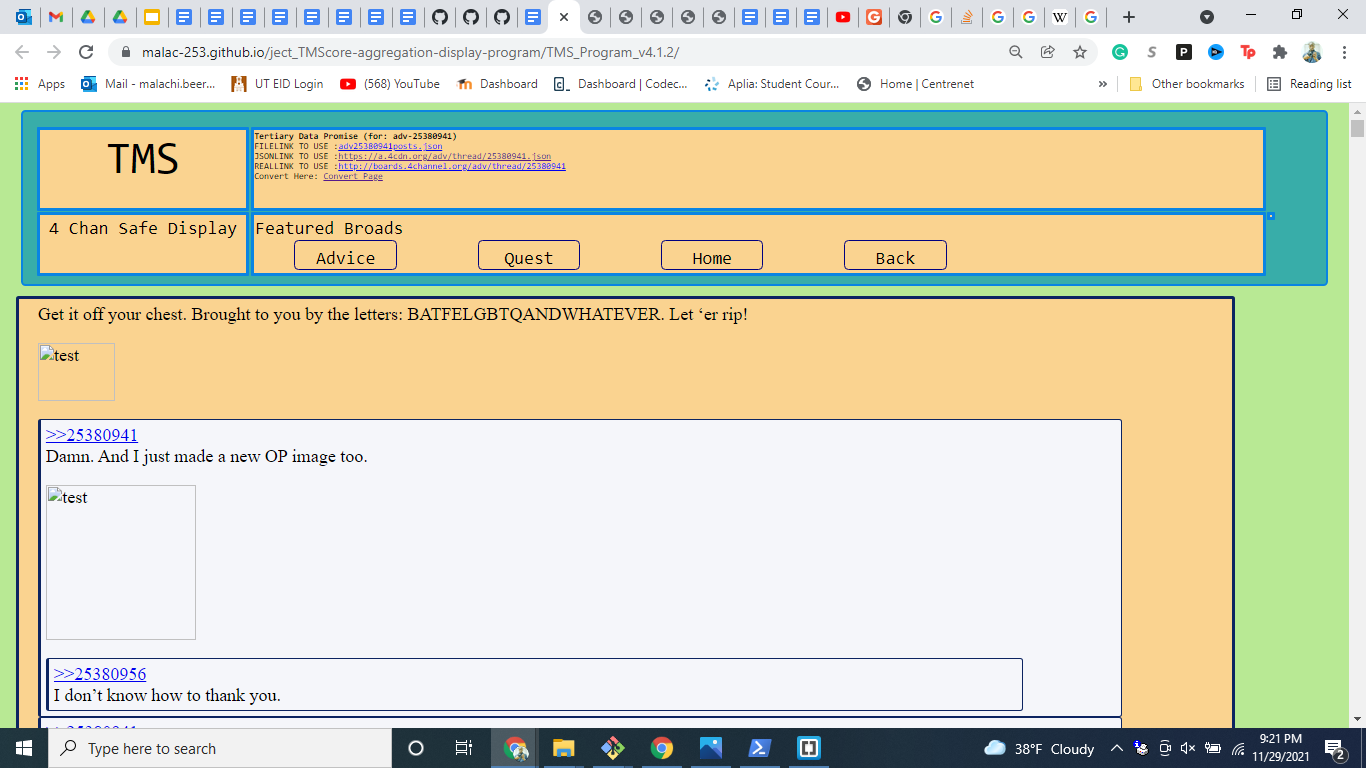 malac-253.github.io/ject_TMScore-aggregation-display-program/TMS_Program_v4.1.2/
Apps
Mail - malachi.beer...
UT EID Login
(568) YouTube
Dashboard
Dashboard | Codec...
Aplia: Student Cour...
Home | Centrenet
»
Other bookmarks
Reading list
TMS
Tertiary Data Promise (for: adv-25380941)
FILELINK TO USE :adv25380941posts.json
JSONLINK TO USE :https://a.4cdn.org/adv/thread/25380941.json
REALLINK TO USE :http://boards.4channel.org/adv/thread/25380941
Convert Here: Convert Page
4 Chan Safe Display
Featured Broads
Advice
Quest
Home
Back
Get it off your chest. Brought to you by the letters: BATFELGBTQANDWHATEVER. Let ‘er rip!
test
>>25380941
Damn. And I just made a new OP image too.
test
>>25380956
I don’t know how to thank you.
>>25380941
Type here to search
38°F Cloudy
9:21 PM
11/29/2021
2